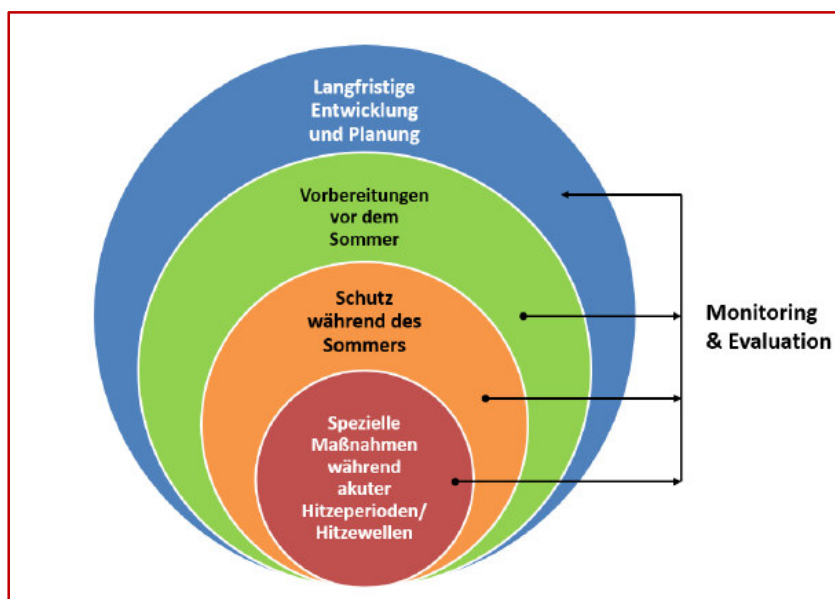 Langfristige
Entwicklung
und Planung
Vorbereitungen
vor dem
Sommer
Schutz
während des
Sommers
Spezielle
Maßnahmen
während
akuter
Hitzeperioden/
Hitzewellen
Monitoring
& Evaluation